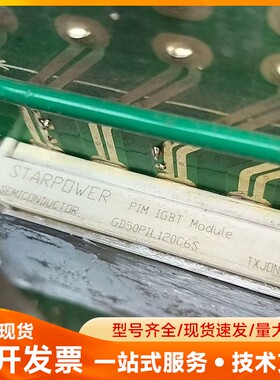 STARPOWER
SEMICONDUCTOR
PIM IGBT Module
GD50PIL120C6S
TXJON
现货
型号齐全/现货速发/量大
开发票
一站式服务·技术